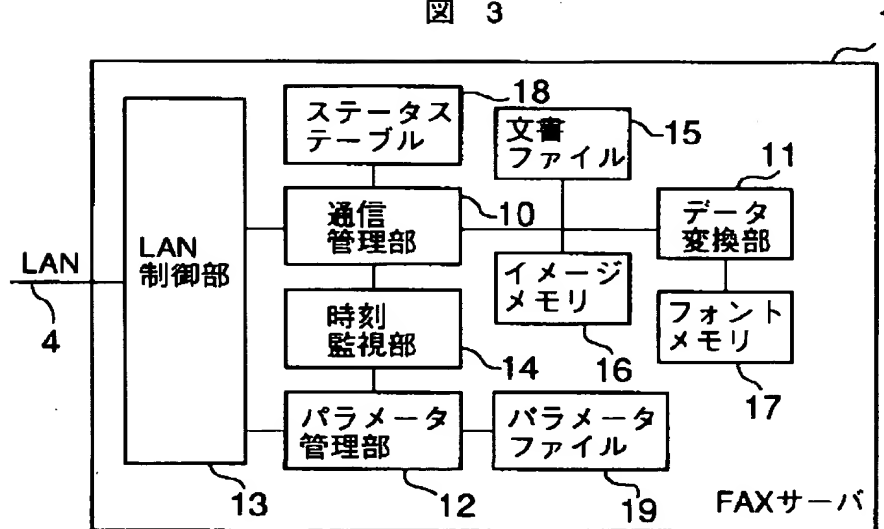 図 3
ステータス
テーブル
18
文書
ファイル
15
11
通信
管理部
10
データ
変換部
LAN
LAN
制御部
イメージ
メモリ
4
時刻
監視部
14
16
フォント
メモリ
17
パラメータ
管理部
パラメータ
ファイル
13
12
19
FAXサーバ